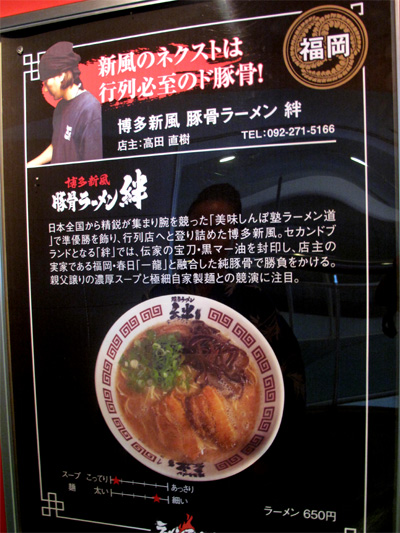 新風のネクストは
行列必至のド豚骨!
福岡
博多新風 豚骨ラーメン 絆
店主:高田 直樹
TEL:092-271-5166
博多新風
豚骨ラーメン絆
日本全国から精鋭が集まり腕を競った「美味しんぼ塾ラーメン道
」で準優勝を飾り、行列店へと登り詰めた博多新風。セカンドブ
ランドとなる「絆」では、伝家の宝刀・黒マー油を封印し、店主の
実家である福岡・春日「一龍」と融合した純豚骨で勝負をかける。
親父譲りの濃厚スープと極細自家製麺との競演に注目。
スープ こってり あっさり
麺 太い 細い
ラーメン 650円